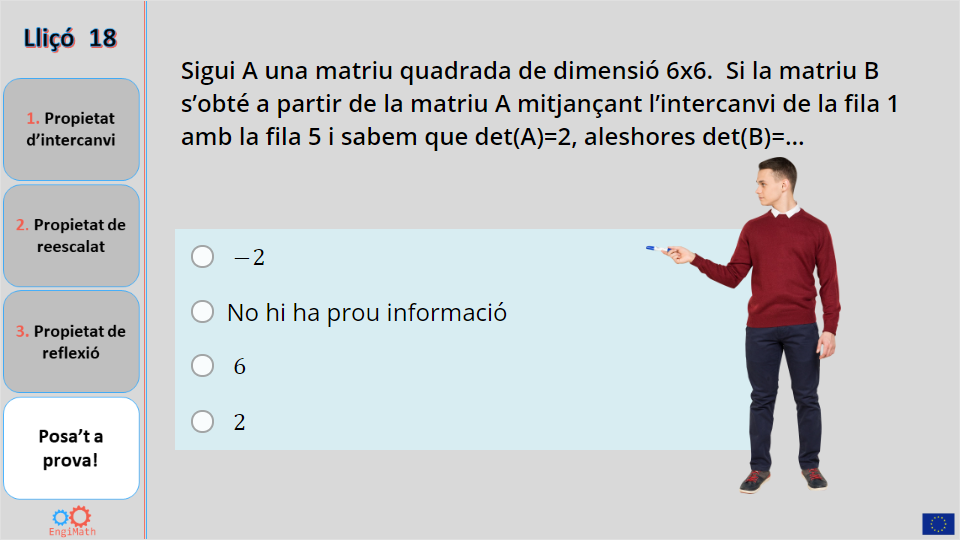 Lliçó 18
1. Propietat
d’intercanvi
2. Propietat de
reescalat
3. Propietat de
reflexió
Posa’t a
prova!
EngiMath
Sigui A una matriu quadrada de dimensió 6x6. Si la matriu B
s’obté a partir de la matriu A mitjançant l’intercanvi de la fila 1
amb la fila 5 i sabem que det(A)=2, aleshores det(B)=...
−2
No hi ha prou informació
6
2